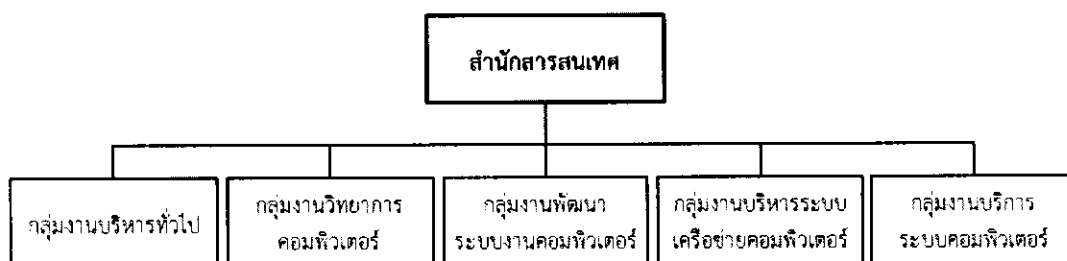 สำนักสารสนเทศ
กลุ่มงานบริหารทั่วไป
กลุ่มงานวิทยาการ
คอมพิวเตอร์
กลุ่มงานพัฒนา
ระบบงานคอมพิวเตอร์
กลุ่มงานบริหารระบบ
เครือข่ายคอมพิวเตอร์
กลุ่มงานบริการ
ระบบคอมพิวเตอร์